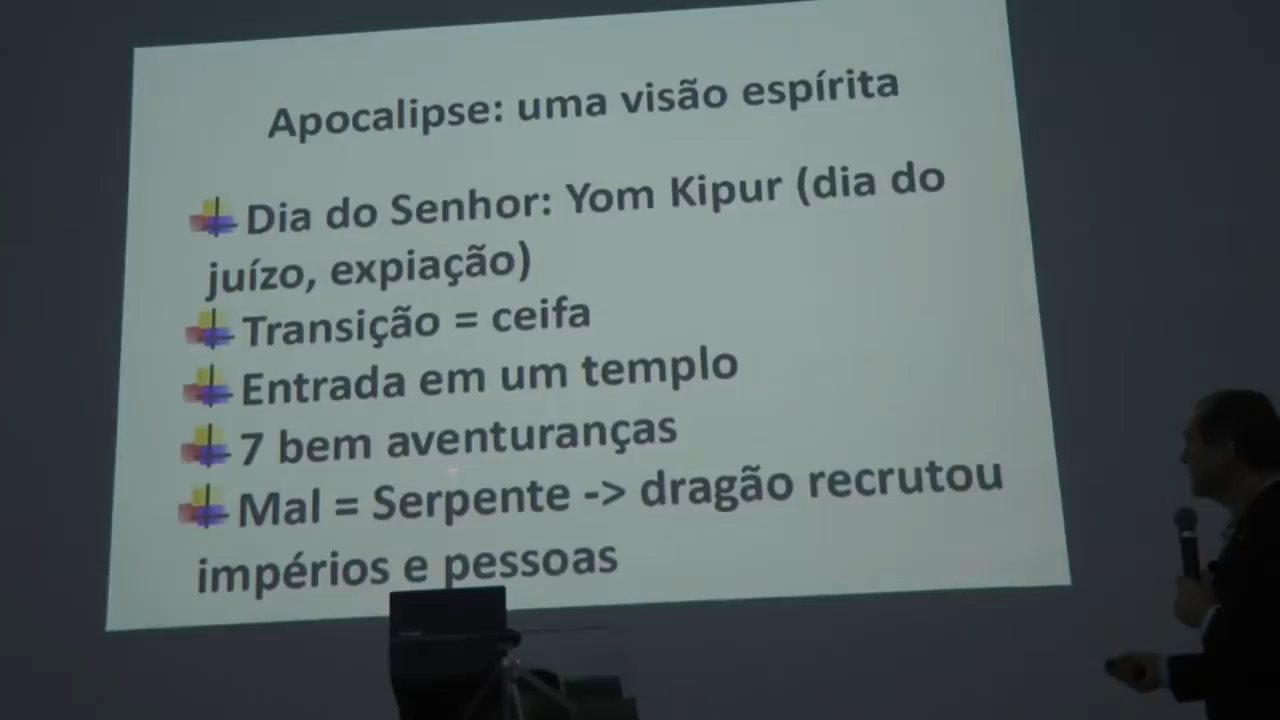 Apocalipse: uma visão espírita
Dia do Senhor: Yom Kipur (dia do
juízo, expiação)
Transição = ceifa
Entrada em um templo
7 bem aventuranças
Mal = Serpente -> dragão recrutou
impérios e pessoas